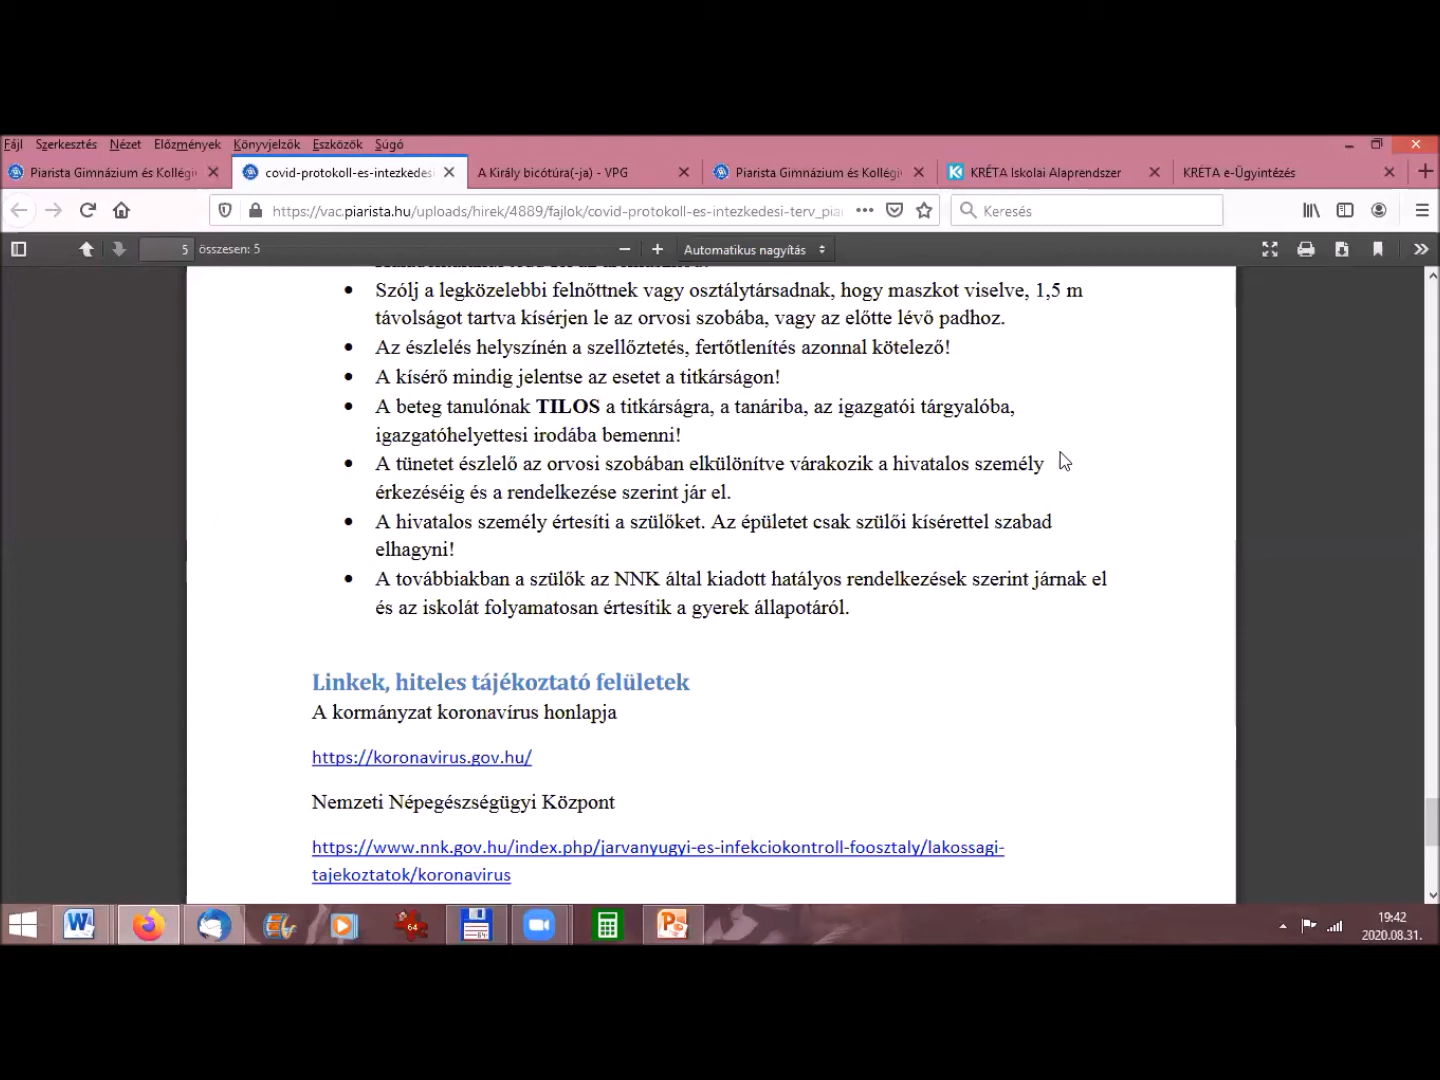 Fájl Szerkesztés Nézet Előzmények Könyvjelzők Eszközök Súgó
Piarista Gimnázium és Kollégi covid-protokoll-es-intezkedesi A Király bicótúra(-ja) - VPG Piarista Gimnázium és Kollégi KRÉTA Iskolai Alaprendszer KRÉTA e-Ügyintézés
https://vac.piarista.hu/uploads/hirek/4889/fajlok/covid-protokoll-es-intezkedesi-terv_pia Keresés
5 összesen: 5 Automatikus nagyítás
• Szólj a legközelebbi felnőttnek vagy osztálytársadnak, hogy maszkot viselve, 1,5 m
távolságot tartva kísérjen le az orvosi szobába, vagy az előtte lévő padhoz.
• Az észlelés helyszínén a szellőztetés, fertőtlenítés azonnal kötelező!
• A kísérő mindig jelentse az esetet a titkárságon!
• A beteg tanulónak TILOS a titkárságra, a tanáriba, az igazgatói tárgyalóba,
igazgatóhelyettesi irodába bemenni!
• A tünetet észlelő az orvosi szobában elkülönítve várakozik a hivatalos személy
érkezéséig és a rendelkezése szerint jár el.
• A hivatalos személy értesíti a szülőket. Az épületet csak szülői kísérettel szabad
elhagyni!
• A továbbiakban a szülők az NNK által kiadott hatályos rendelkezések szerint járnak el
és az iskolát folyamatosan értesítik a gyerek állapotáról.
Linkek, hiteles tájékoztató felületek
A kormányzat koronavírus honlapja
https://koronavirus.gov.hu/
Nemzeti Népegészségügyi Központ
https://www.nnk.gov.hu/index.php/jarvanyugyi-es-infekciokontroll-foosztaly/lakossagi-
tajekoztatok/koronavirus
64
19:42
2020.08.31.